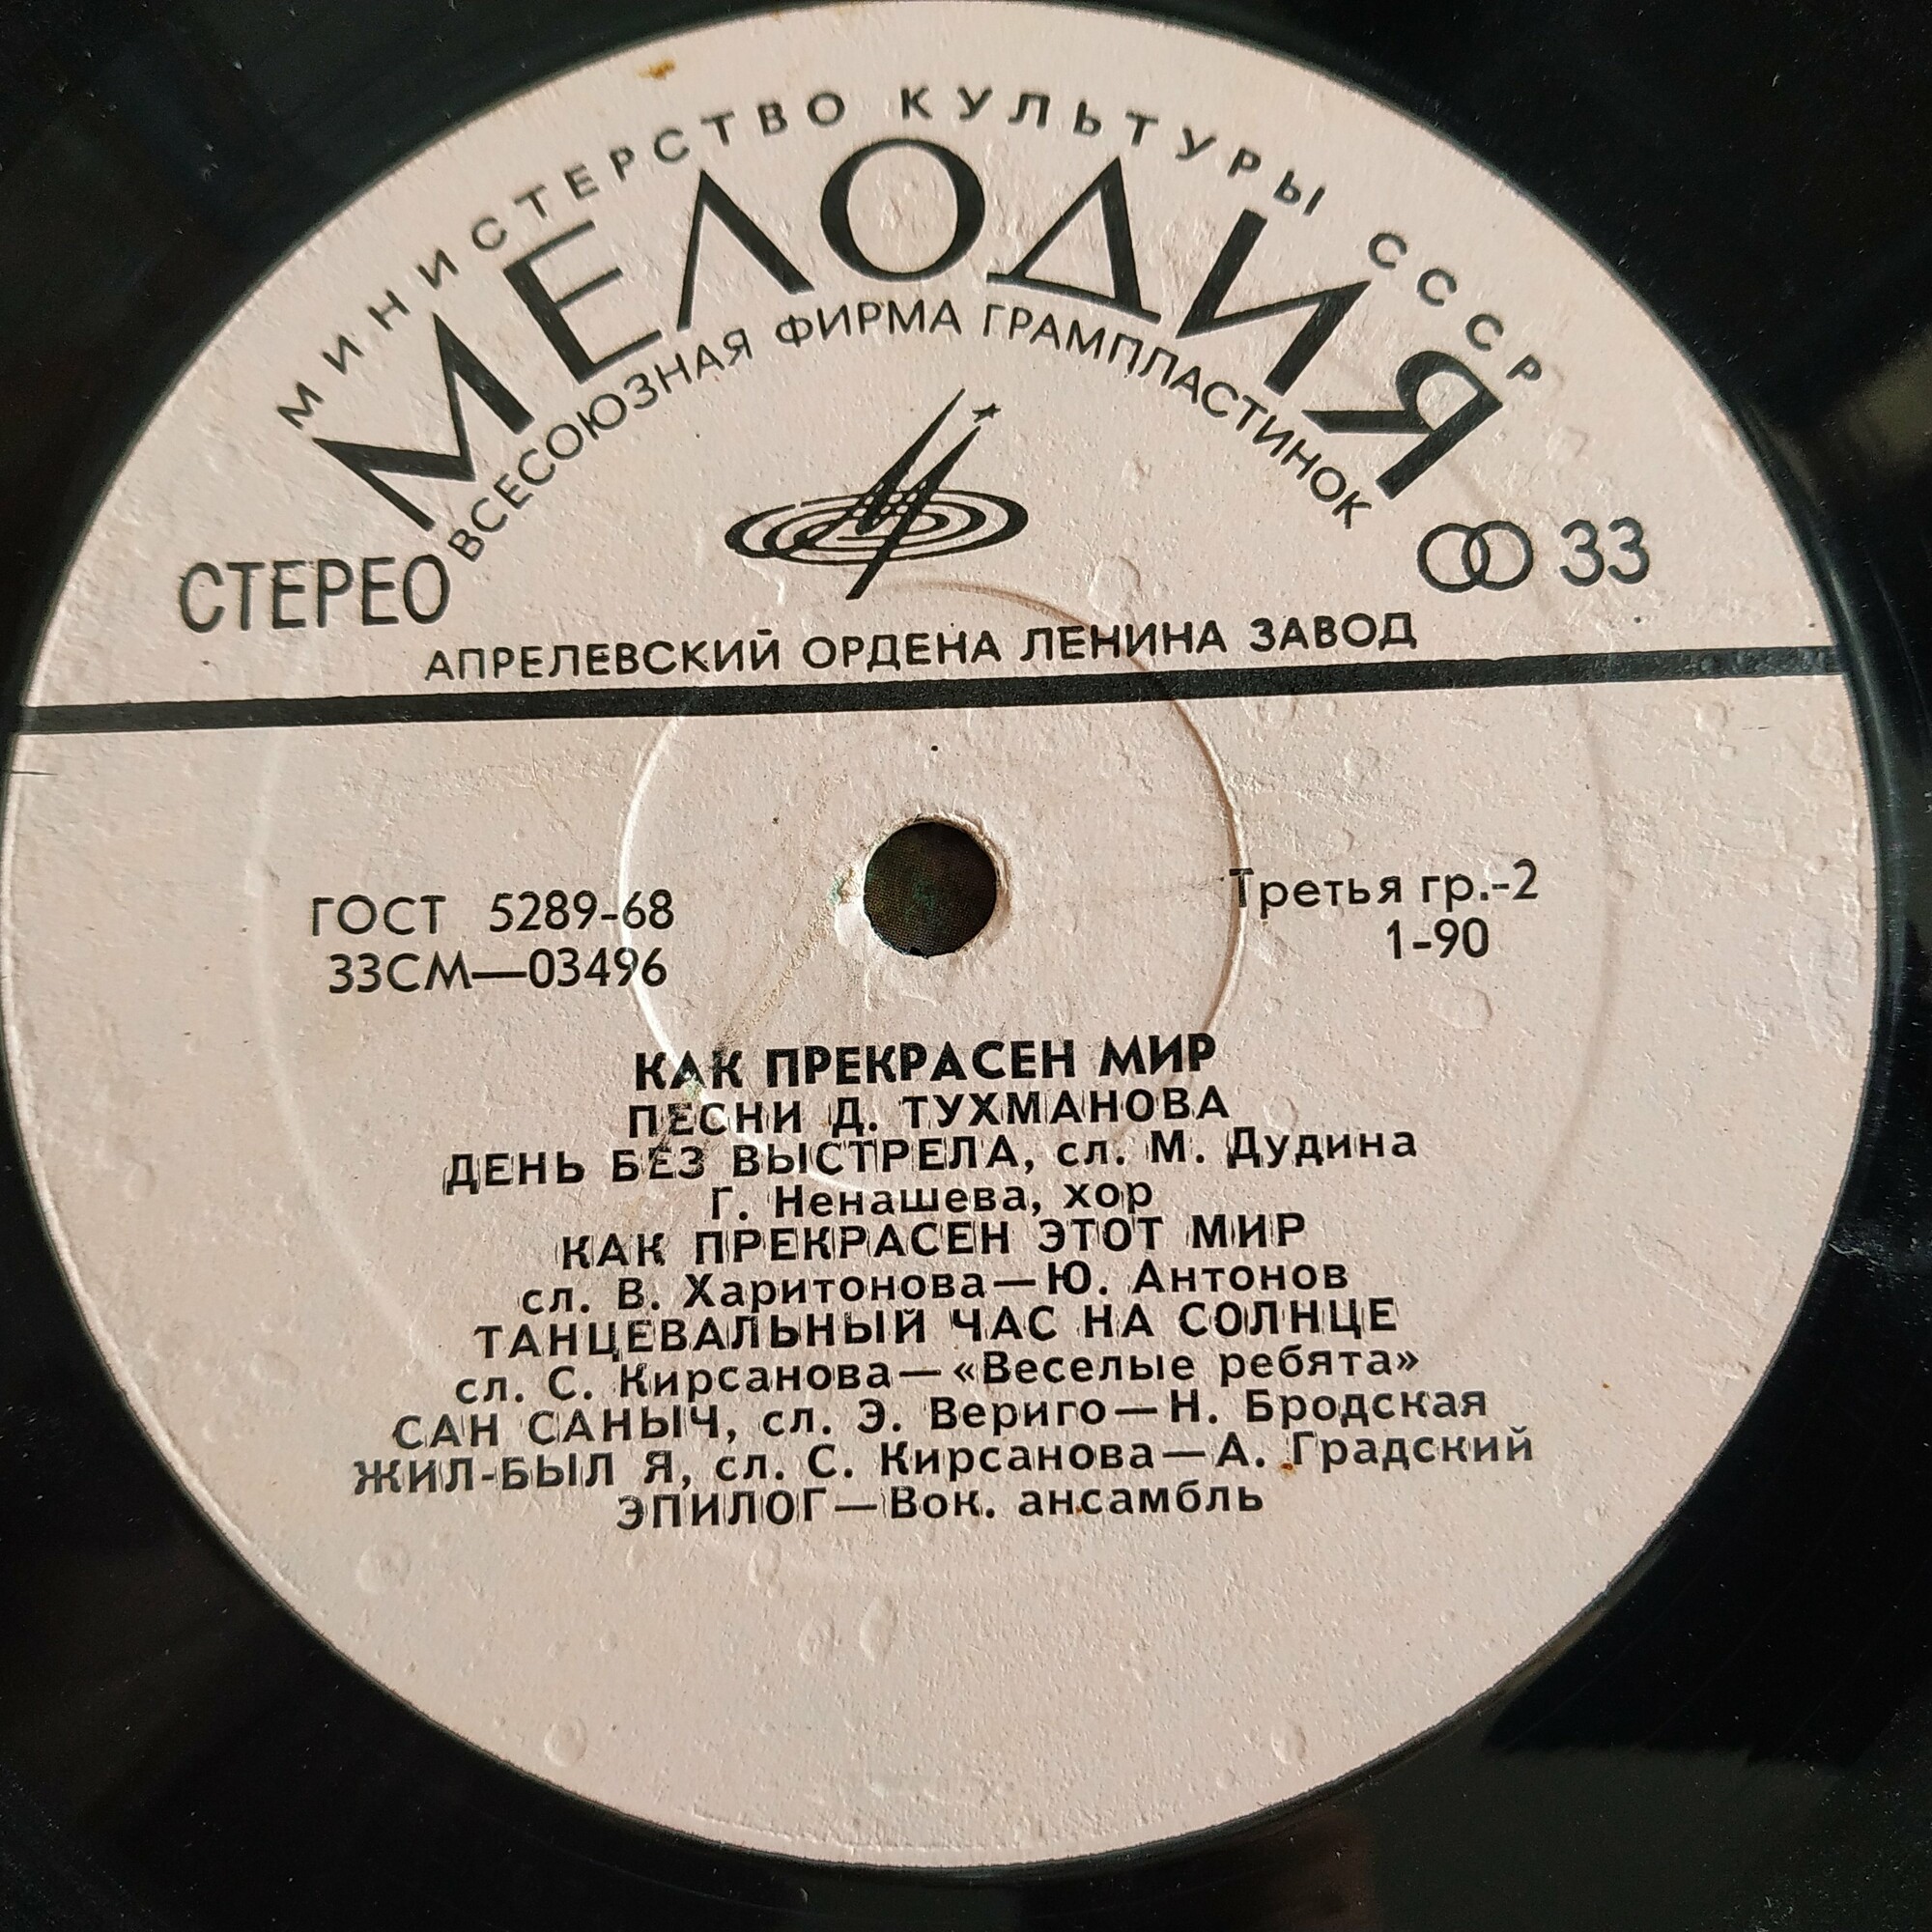 МИНИСТЕРСТВО КУЛЬТУРЫ СССР
МЕЛОДИЯ
ВСЕСОЮЗНАЯ ФИРМА ГРАМПЛАСТИНОК
СТЕРЕО
33
АПРЕЛЕВСКИЙ ОРДЕНА ЛЕНИНА ЗАВОД
ГОСТ 5289-68
Третья гр.-2
33СМ—03496
1-90
КАК ПРЕКРАСЕН МИР
ПЕСНИ Д. ТУХМАНОВА
ДЕНЬ БЕЗ ВЫСТРЕЛА, сл. М. Дудина
Г. Ненашева, хор
КАК ПРЕКРАСЕН ЭТОТ МИР
сл. В. Харитонова—Ю. Антонов
ТАНЦЕВАЛЬНЫЙ ЧАС НА СОЛНЦЕ
сл. С. Кирсанова—«Веселые ребята»
САН САНЫЧ, сл. Э. Вериго—Н. Бродская
ЖИЛ-БЫЛ Я, сл. С. Кирсанова—А. Градский
ЭПИЛОГ—Вок. ансамбль